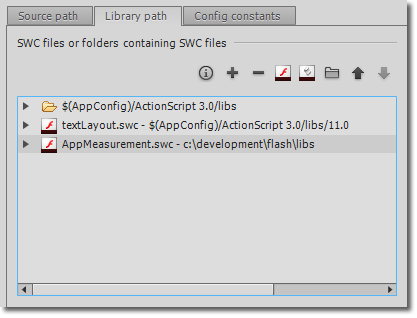 Source path Library path Config constants
SWC files or folders containing SWC files
$(AppConfig)/ActionScript 3.0/libs
textLayout.swc - $(AppConfig)/ActionScript 3.0/libs/11.0
AppMeasurement.swc - c:\development\flash\libs